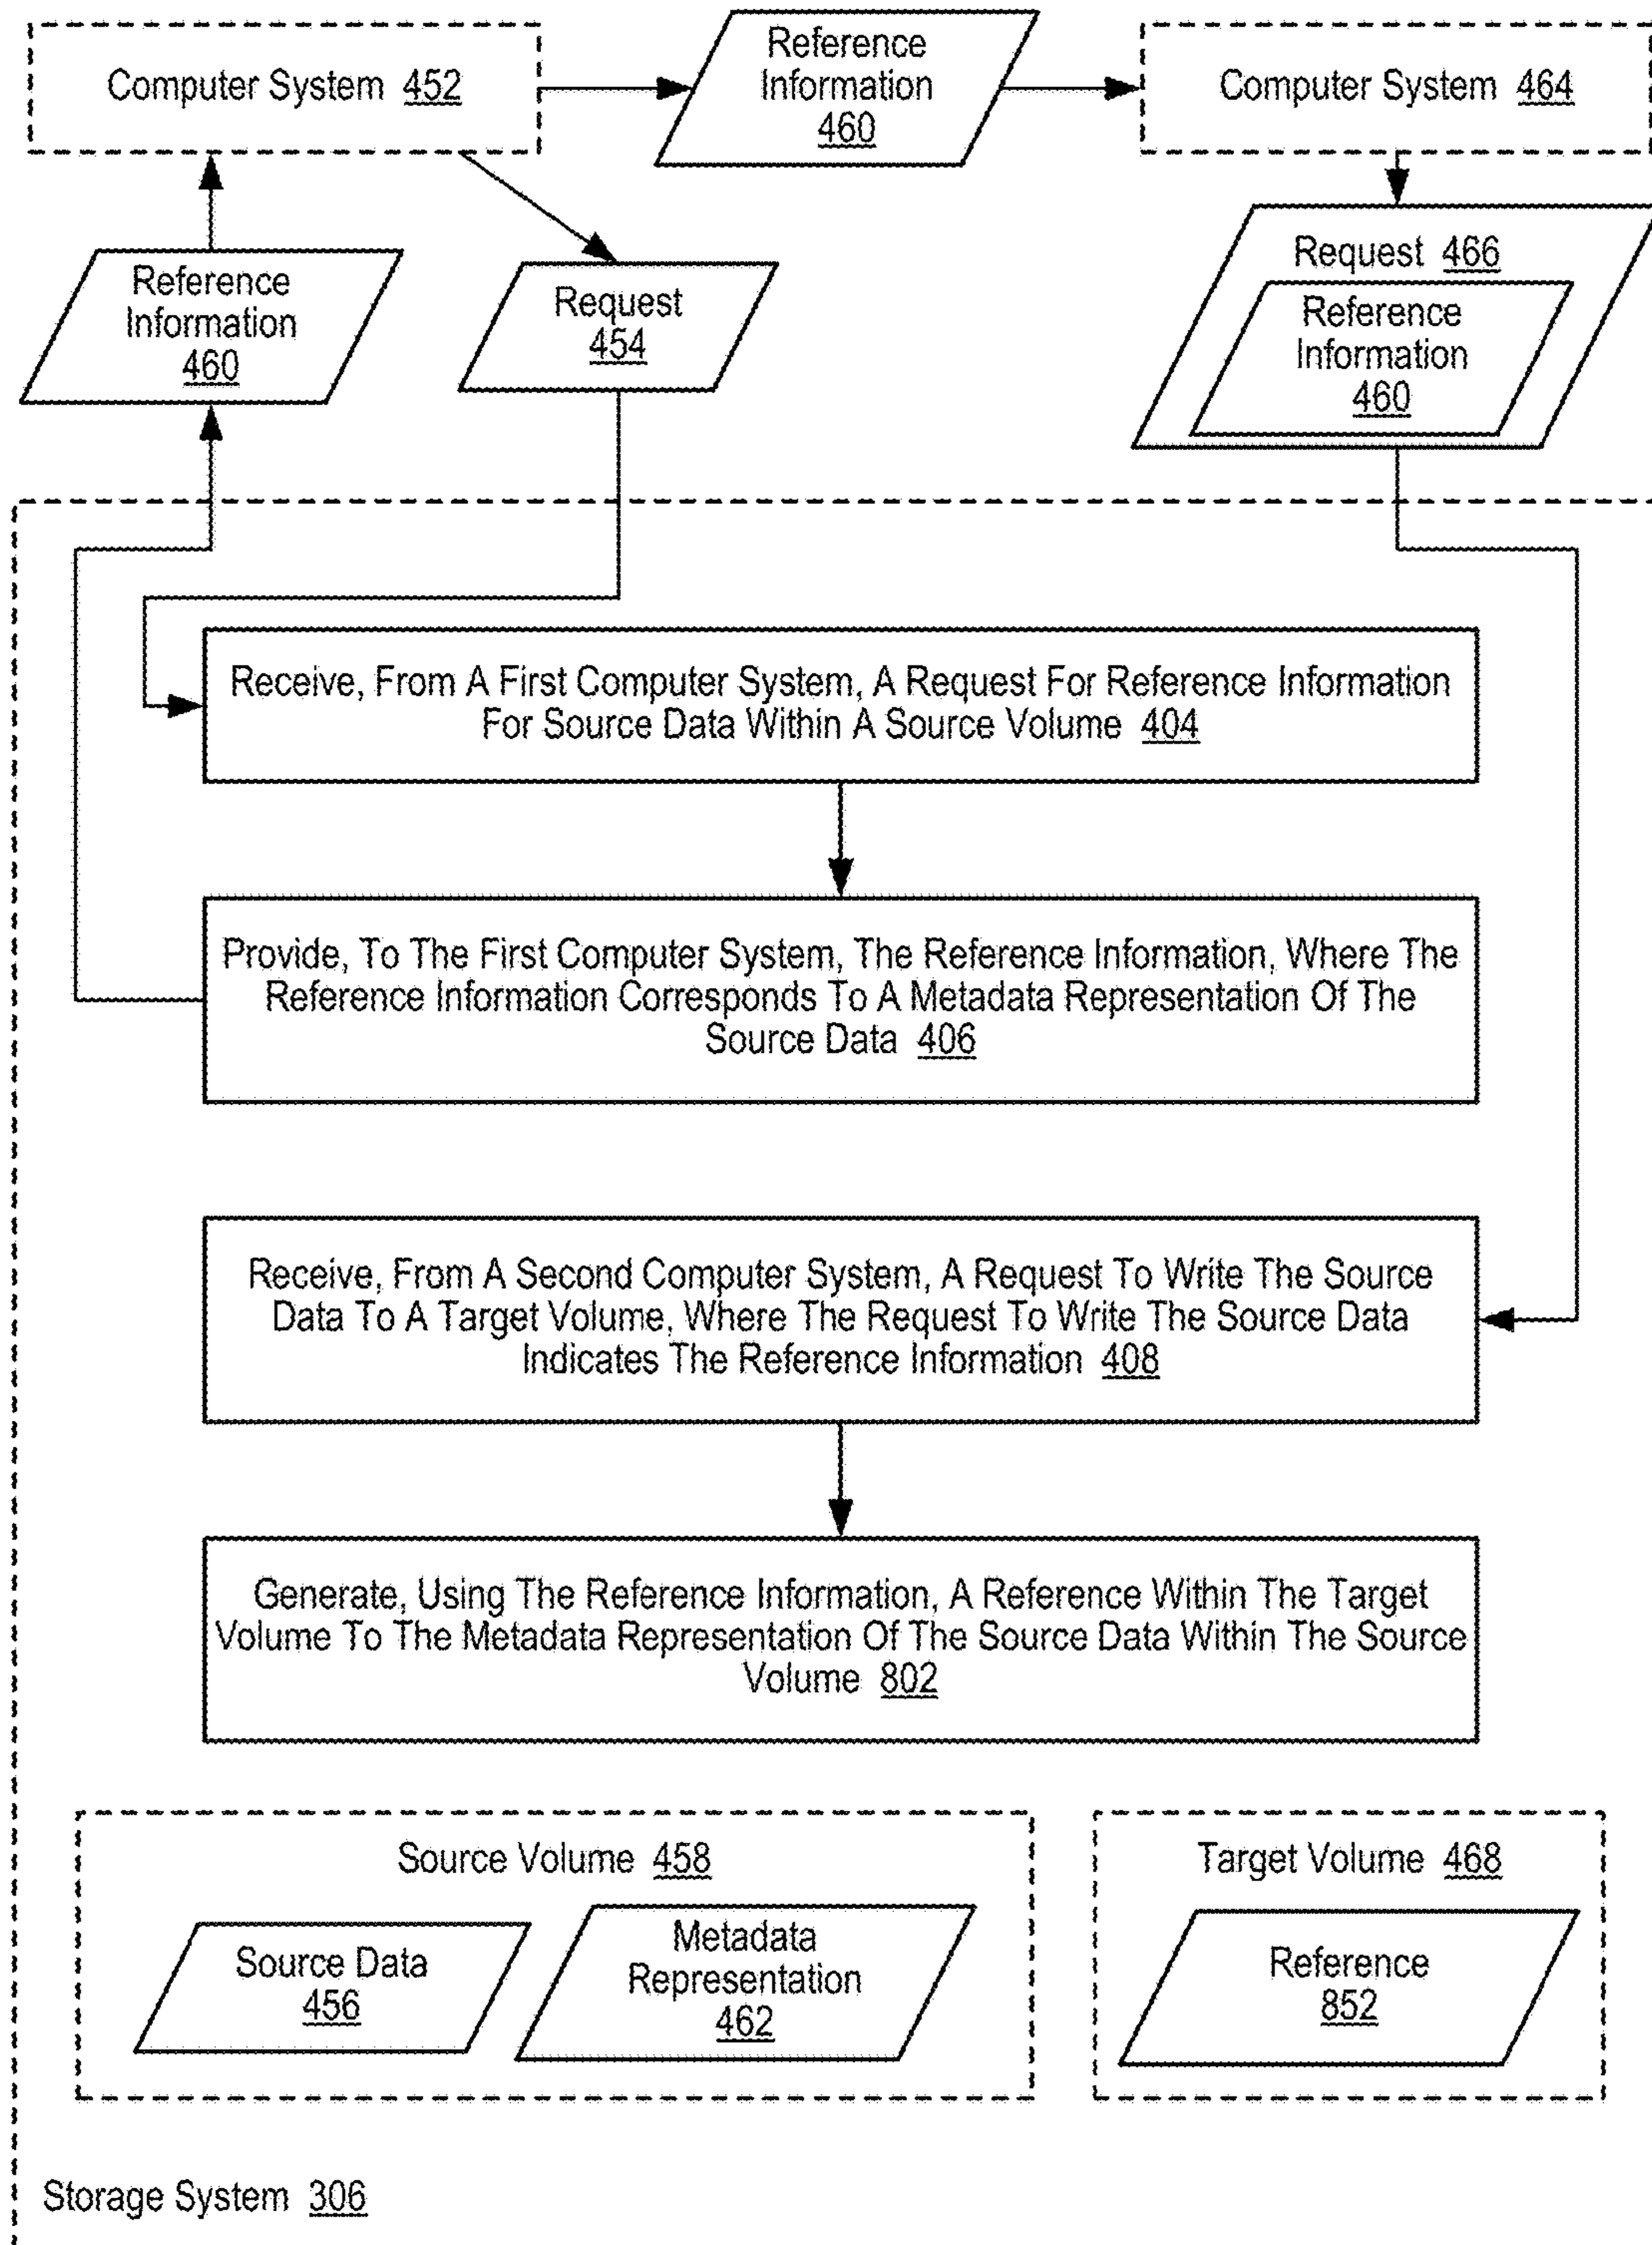 Computer System 452
Reference
Information
460
Computer System 464
Reference
Information
460
Request
454
Request 466
Reference
Information
460
Receive, From A First Computer System, A Request For Reference Information
For Source Data Within A Source Volume 404
Provide, To The First Computer System, The Reference Information, Where The
Reference Information Corresponds To A Metadata Representation Of The
Source Data 406
Receive, From A Second Computer System, A Request To Write The Source
Data To A Target Volume, Where The Request To Write The Source Data
Indicates The Reference Information 408
Generate, Using The Reference Information, A Reference Within The Target
Volume To The Metadata Representation Of The Source Data Within The Source
Volume 802
Source Volume 458
Source Data
456
Metadata
Representation
462
Target Volume 468
Reference
852
Storage System 306